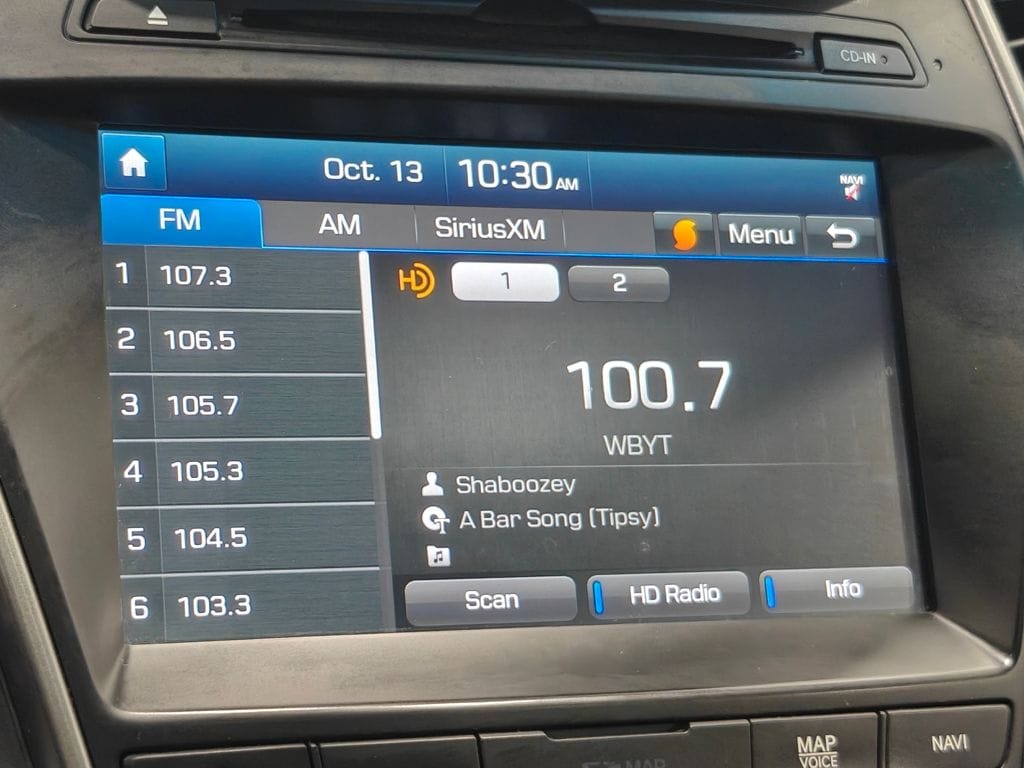 CD-IN
Oct. 13 10:30 AM
NAVI
FM AM SiriusXM Menu
HD 1 2
1 107.3
2 106.5
3 105.7
4 105.3
5 104.5
6 103.3
100.7
WBYT
Shaboozey
A Bar Song (Tipsy)
Scan HD Radio Info
MAP
VOICE
NAVI